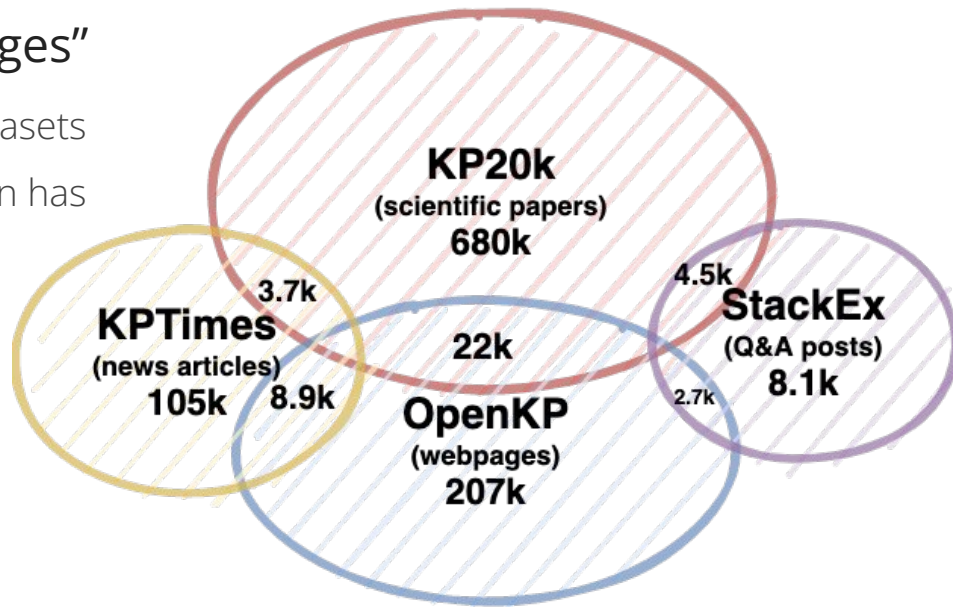 ges”
asets
n has
KP20k
(scientific papers)
680k
3.7k
4.5k
KPTimes
(news articles)
105k
8.9k
22k
StackEx
(Q&A posts)
8.1k
2.7k
OpenKP
(webpages)
207k